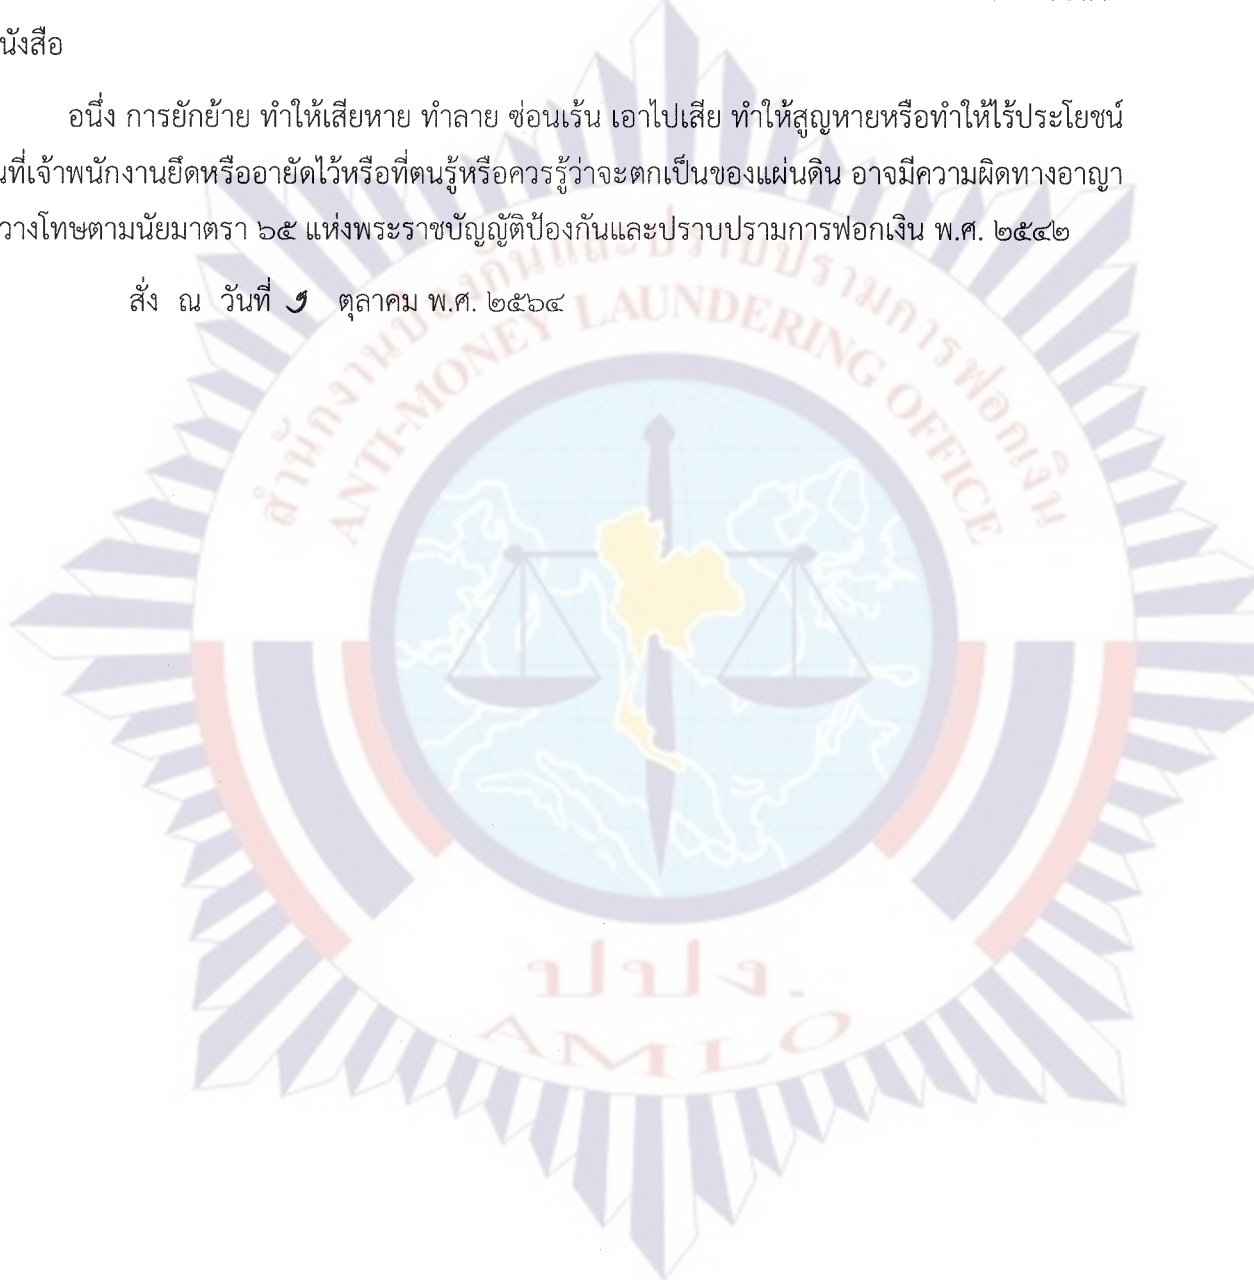 นังสือ
อนึ่ง การยักย้าย ทำให้เสียหาย ทำลาย ซ่อนเร้น เอาไปเสีย ทำให้สูญหายหรือทำให้ไร้ประโยชน์
นที่เจ้าพนักงานยึดหรืออายัดไว้หรือที่ตนรู้หรือควรรู้ว่าจะตกเป็นของแผ่นดิน อาจมีความผิดทางอาญา
วางโทษตามนัยมาตรา ๖๕ แห่งพระราชบัญญัติป้องกันและปราบปรามการฟอกเงิน พ.ศ. ๒๕๔๒
สั่ง ณ วันที่ ตุลาคม พ.ศ. ๒๕๖๔
สำนักงานป้องกันและปราบปรามการฟอกเงิน
ANTI-MONEY LAUNDERING OFFICE
ปปง.
AMLO